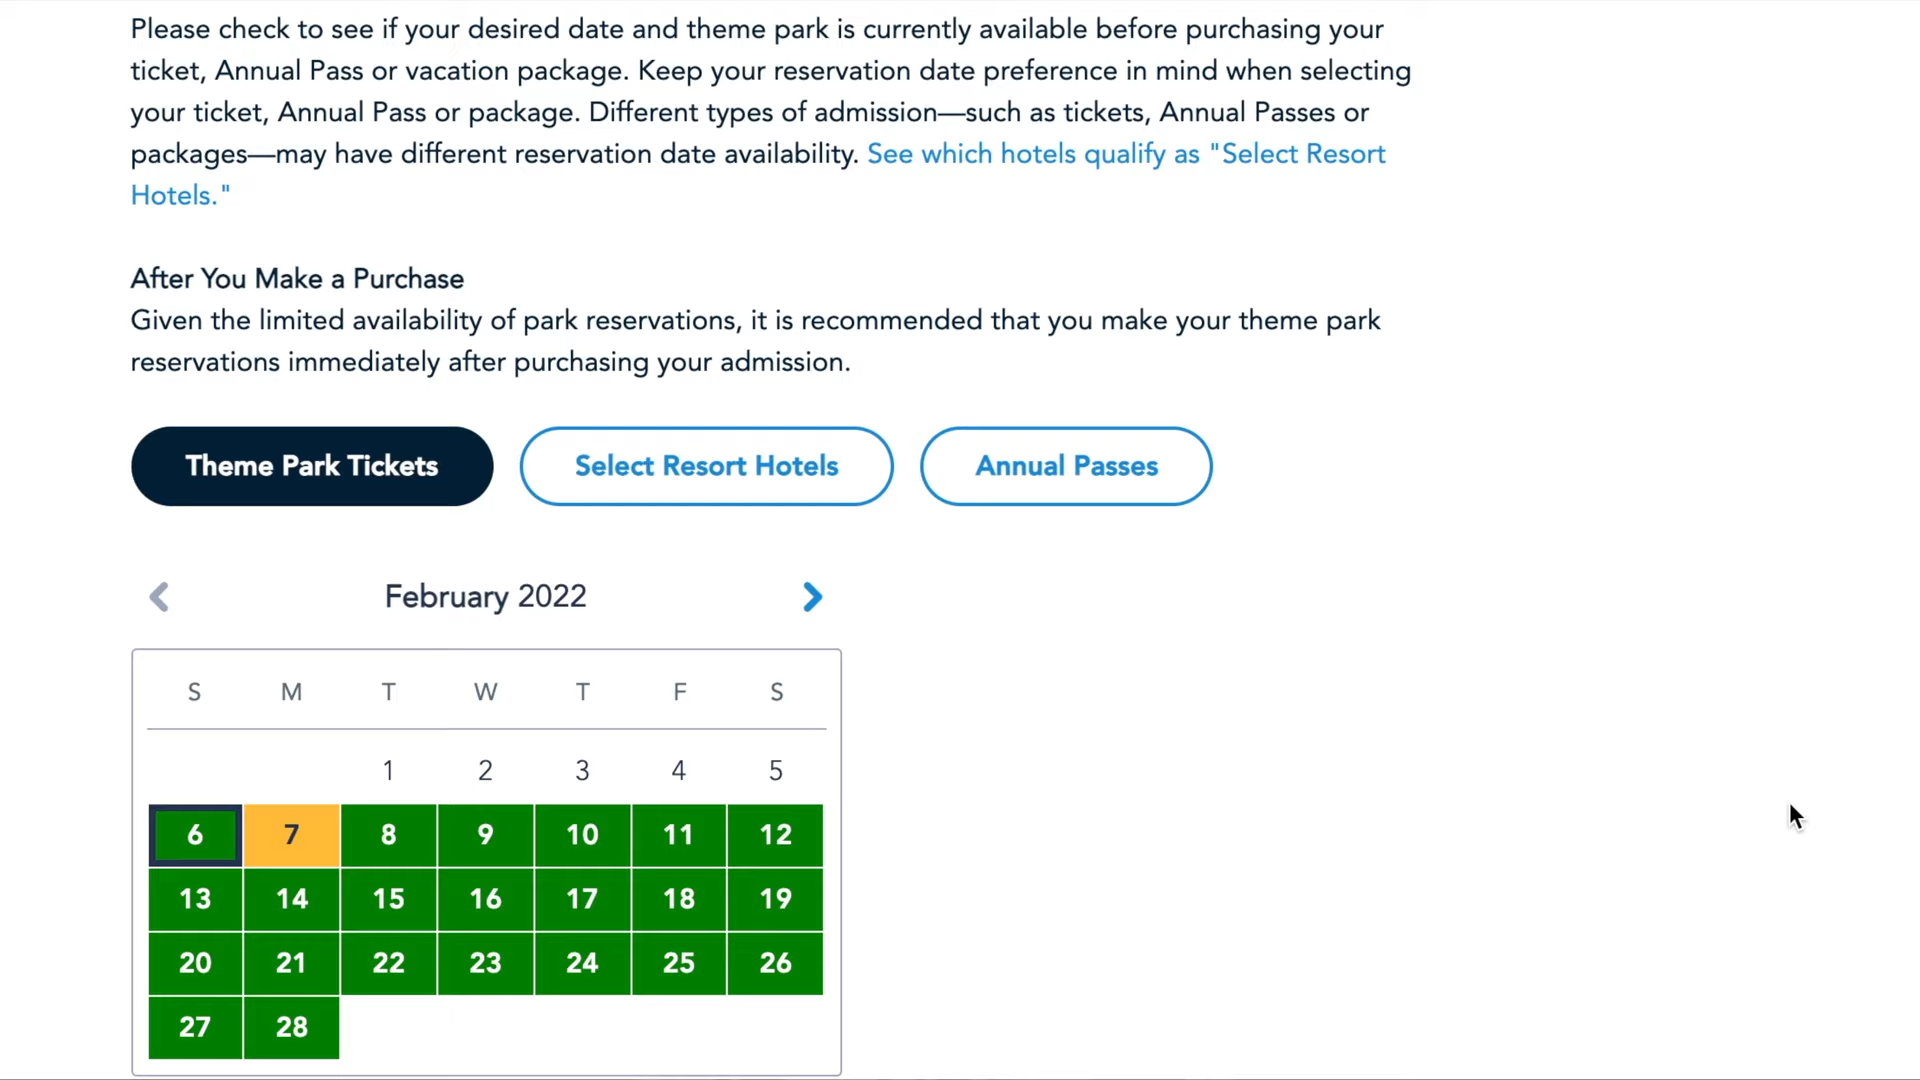 Please check to see if your desired date and theme park is currently available before purchasing your
ticket, Annual Pass or vacation package. Keep your reservation date preference in mind when selecting
your ticket, Annual Pass or package. Different types of admission—such as tickets, Annual Passes or
packages—may have different reservation date availability. See which hotels qualify as "Select Resort
Hotels."
After You Make a Purchase
Given the limited availability of park reservations, it is recommended that you make your theme park
reservations immediately after purchasing your admission.
Theme Park Tickets Select Resort Hotels Annual Passes
February 2022
S M T W T F S
1 2 3 4 5
6 7 8 9 10 11 12
13 14 15 16 17 18 19
20 21 22 23 24 25 26
27 28